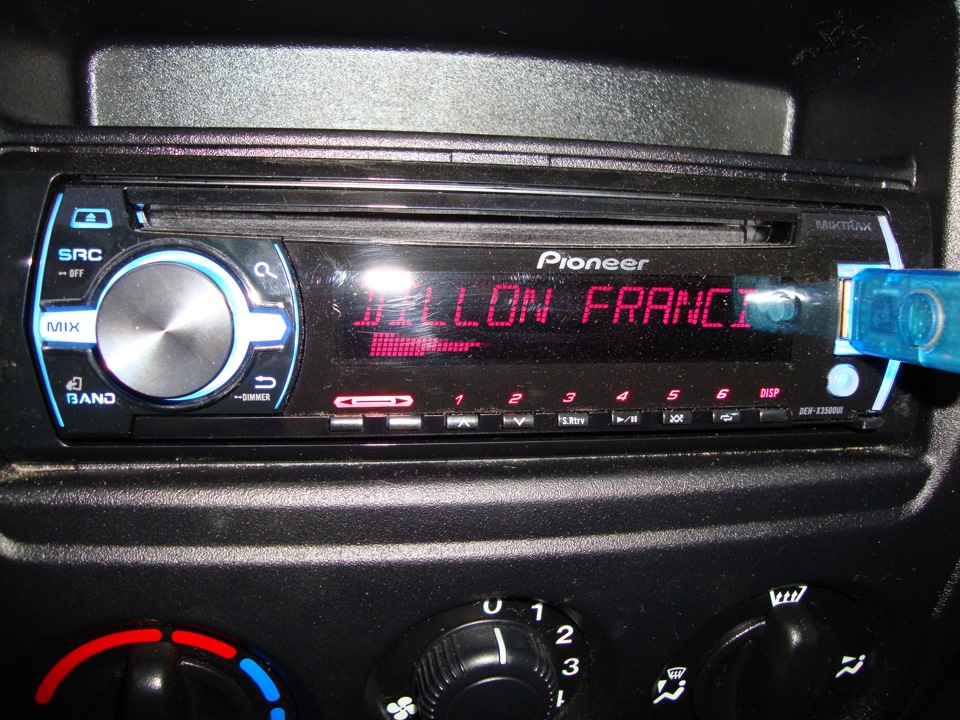 MIXTRAX
SRC
OFF
Pioneer
DILLON FRANCI
MIX
BAND
DIMMER
1 2 3 4 5 6 DISP
S.Rtrv
DEH-X3500UI
0
1
2
3